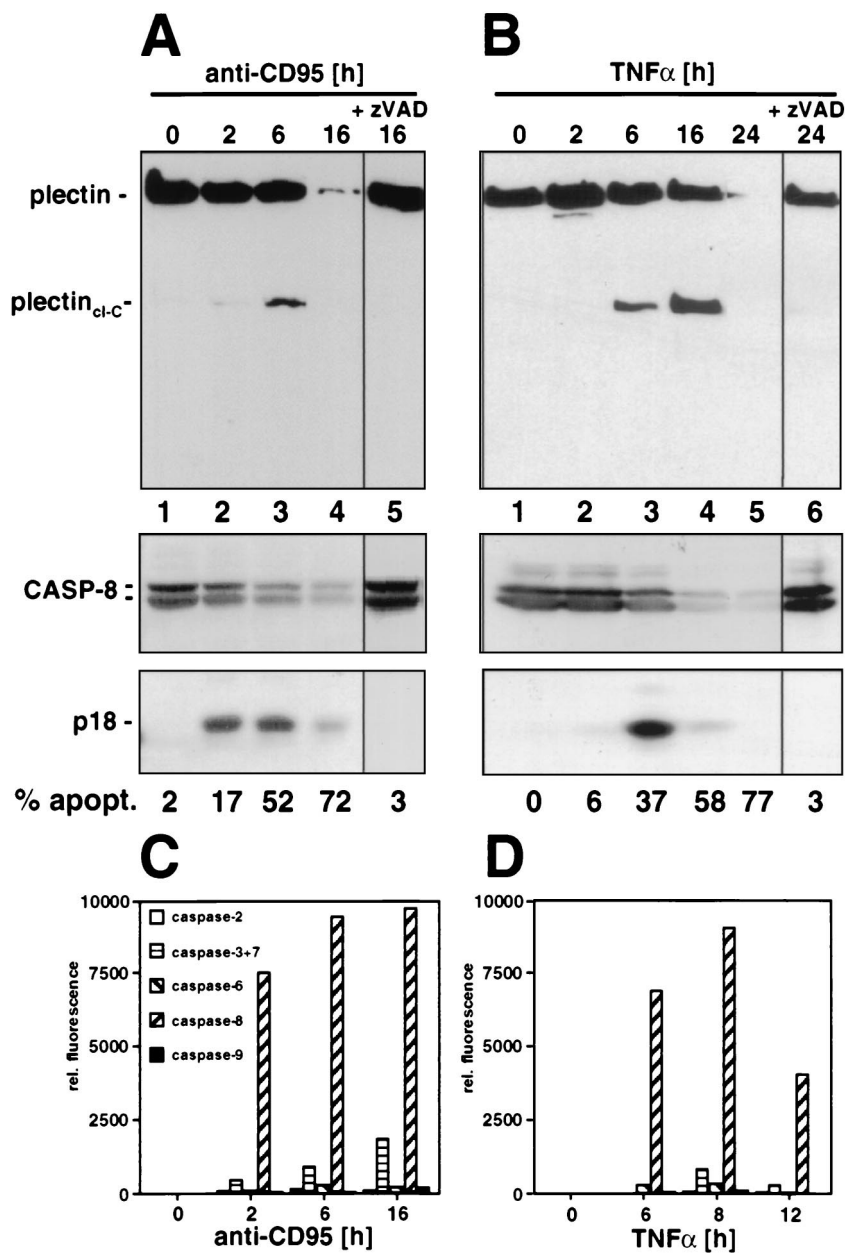 A
anti-CD95 [h]
+ zVAD
0 2 6 16 16
plectin -
plectincl-C-
1 2 3 4 5
CASP-8 :
p18 -
% apopt. 2 17 52 72 3
B
TNFα [h]
+ zVAD
0 2 6 16 24 24
1 2 3 4 5 6
0 6 37 58 77 3
C
10000
7500
5000
2500
0
rel. fluorescence
caspase-2
caspase-3+7
caspase-6
caspase-8
caspase-9
0 2 6 16
anti-CD95 [h]
D
10000
7500
5000
2500
0
rel. fluorescence
0 6 8 12
TNFα [h]